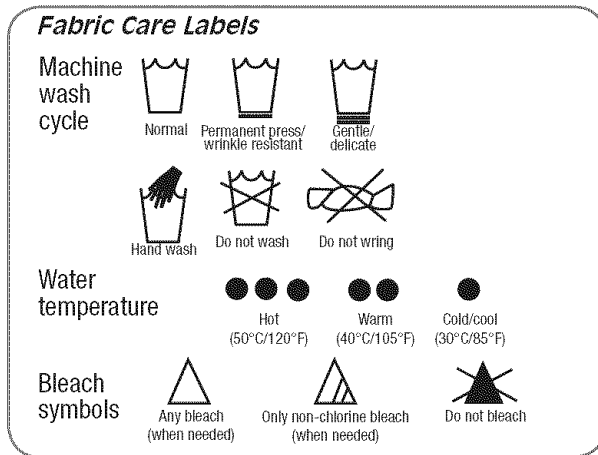 Fabric Care Labels
Machine
wash
cycle
Normal
Permanent press/
wrinkle resistant
Gentle/
delicate
Hand wash
Do not wash
Do not wring
Water
temperature
Hot
(50°C/120°F)
Warm
(40°C/105°F)
Cold/cool
(30°C/85°F)
Bleach
symbols
Any bleach
(when needed)
Only non-chlorine bleach
(when needed)
Do not bleach